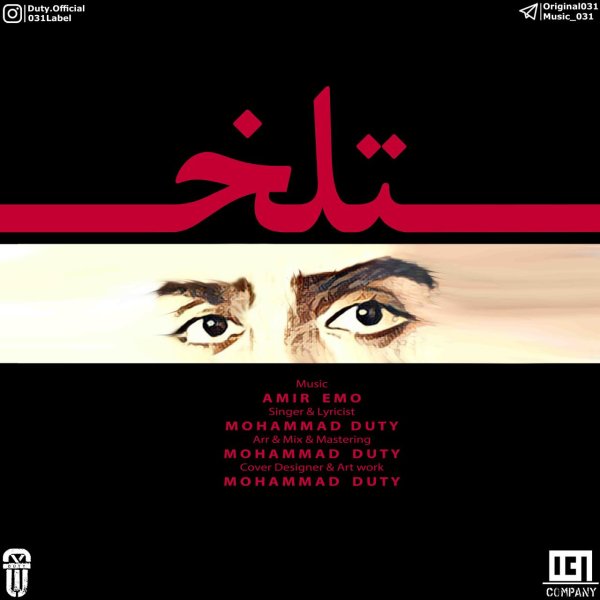 Duty.Official
031Label
Original031
Music_031
تلخ
Music
AMIR EMO
Singer & Lyricist
MOHAMMAD DUTY
Arr & Mix & Mastering
MOHAMMAD DUTY
Cover Designer & Art work
MOHAMMAD DUTY
DUTY
COMPANY